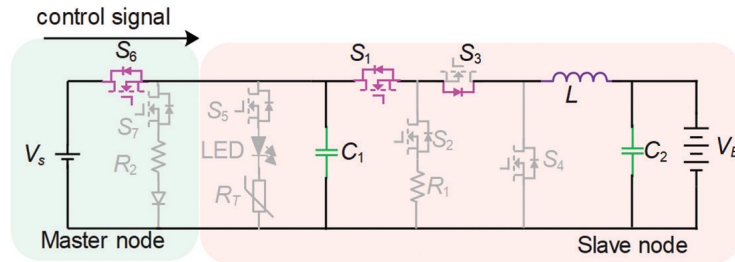 control signal
S6
S1
S3
S7
S5
S2
S4
L
Vs
R2
LED
RT
C1
R1
C2
Master node
Slave node